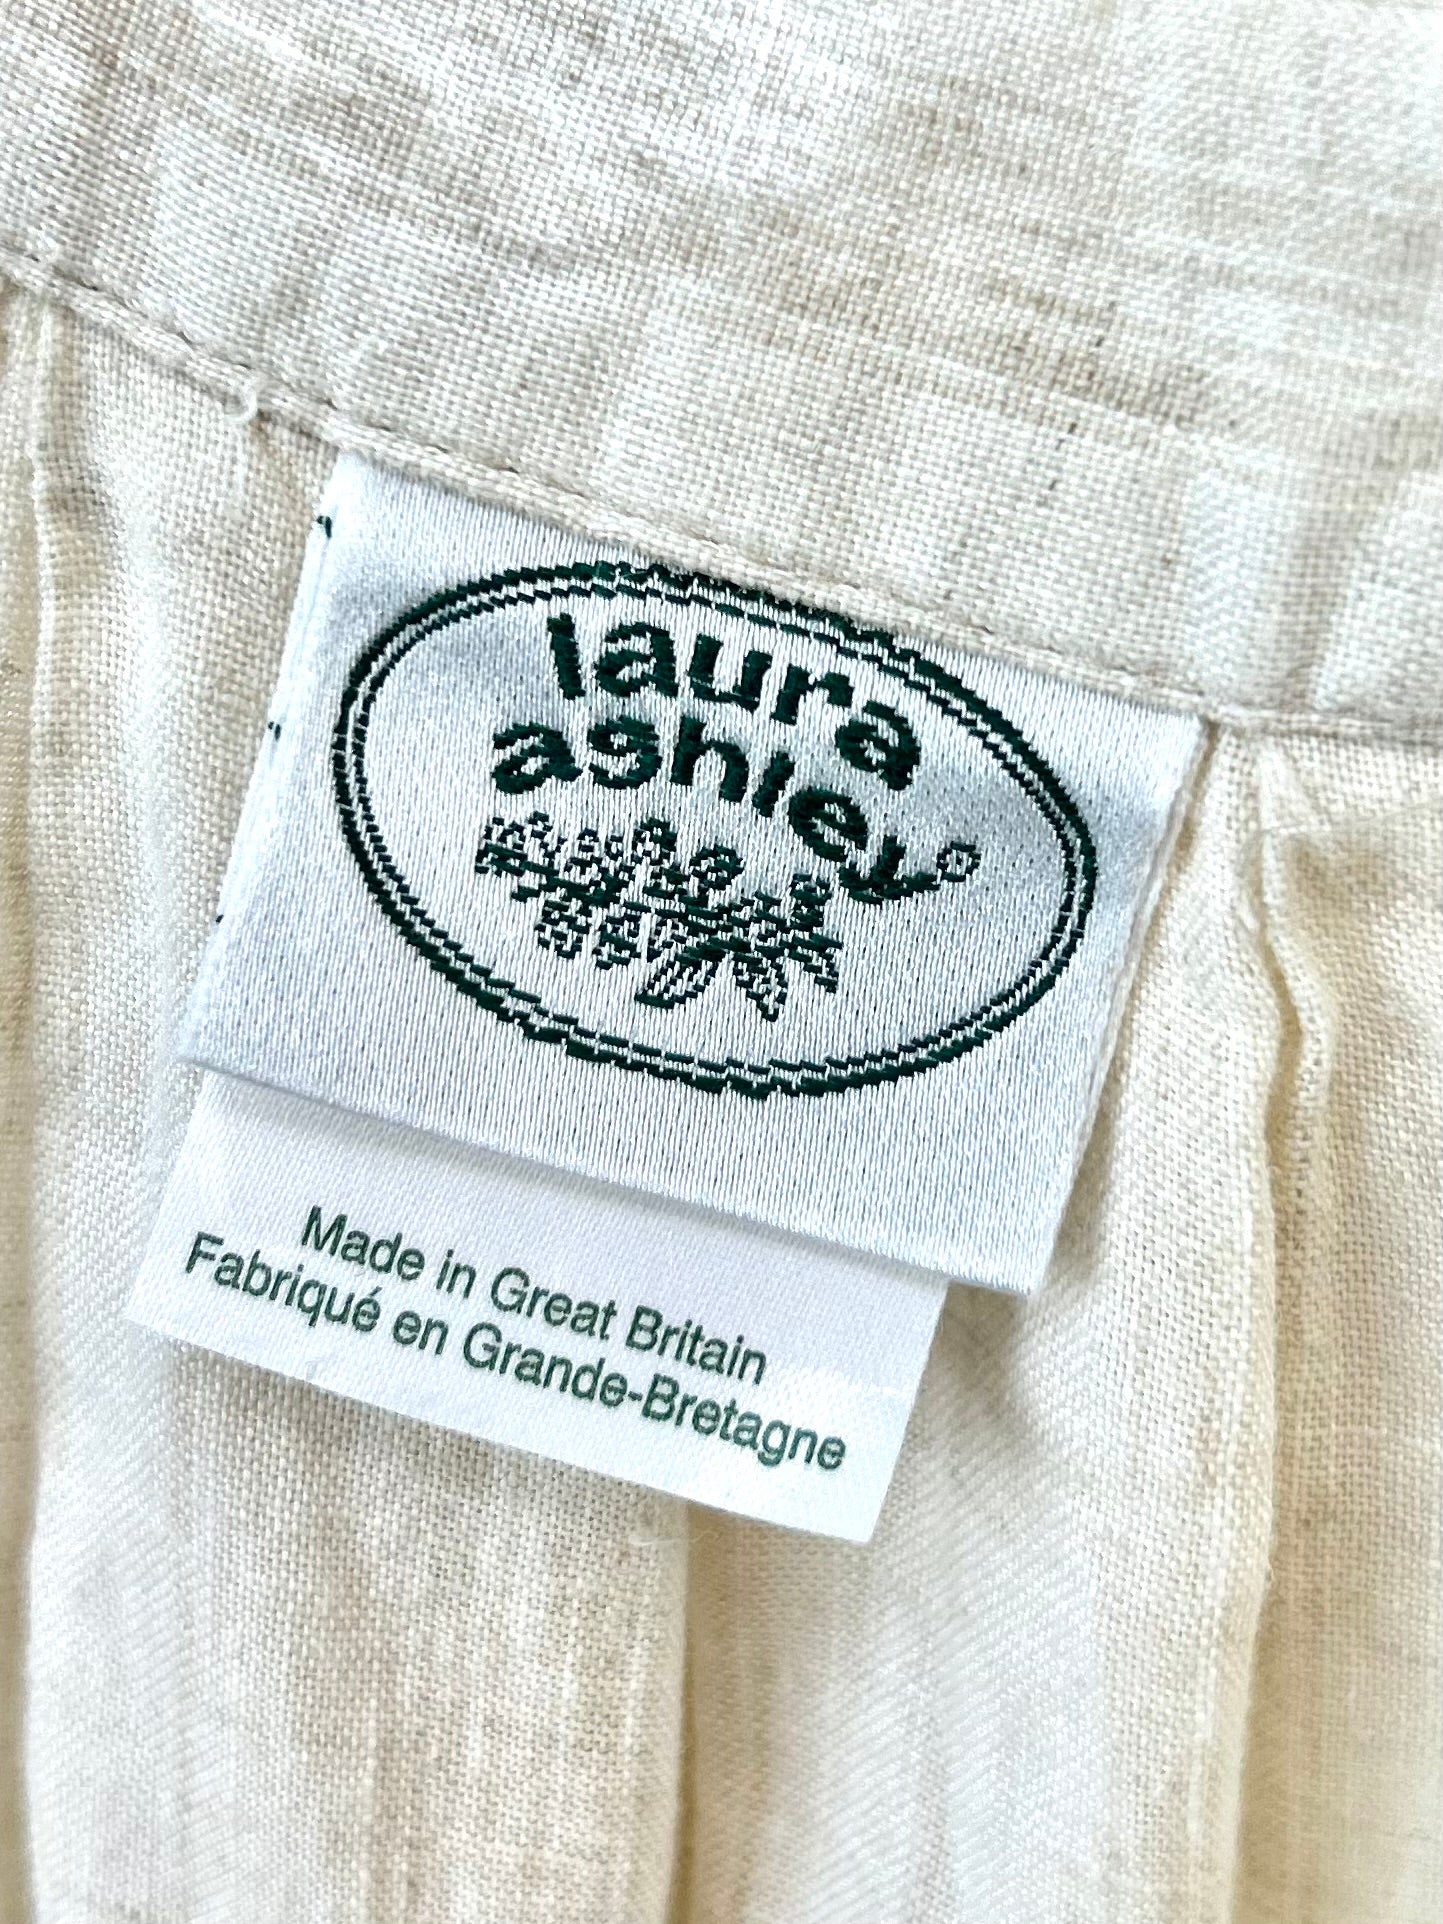 laura
ashley®
Made in Great Britain
Fabriqué en Grande-Bretagne